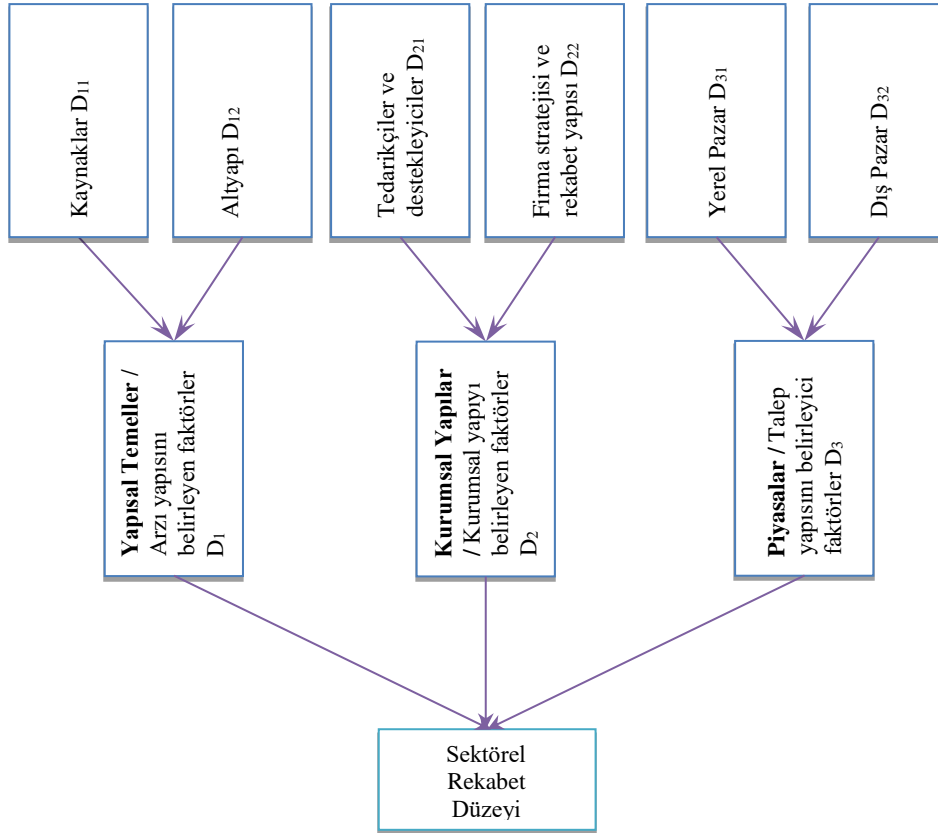 Kaynaklar D11
Altyapı D12
Tedarikçiler ve
destekleyiciler D21
Firma stratejisi ve
rekabet yapısı D22
Yerel Pazar D31
Dış Pazar D32
Yapısal Temeller /
Arzı yapısını
belirleyen faktörler
D1
Kurumsal Yapılar
/ Kurumsal yapıyı
belirleyen faktörler
D2
Piyasalar / Talep
yapısını belirleyici
faktörler D3
Sektörel
Rekabet
Düzeyi